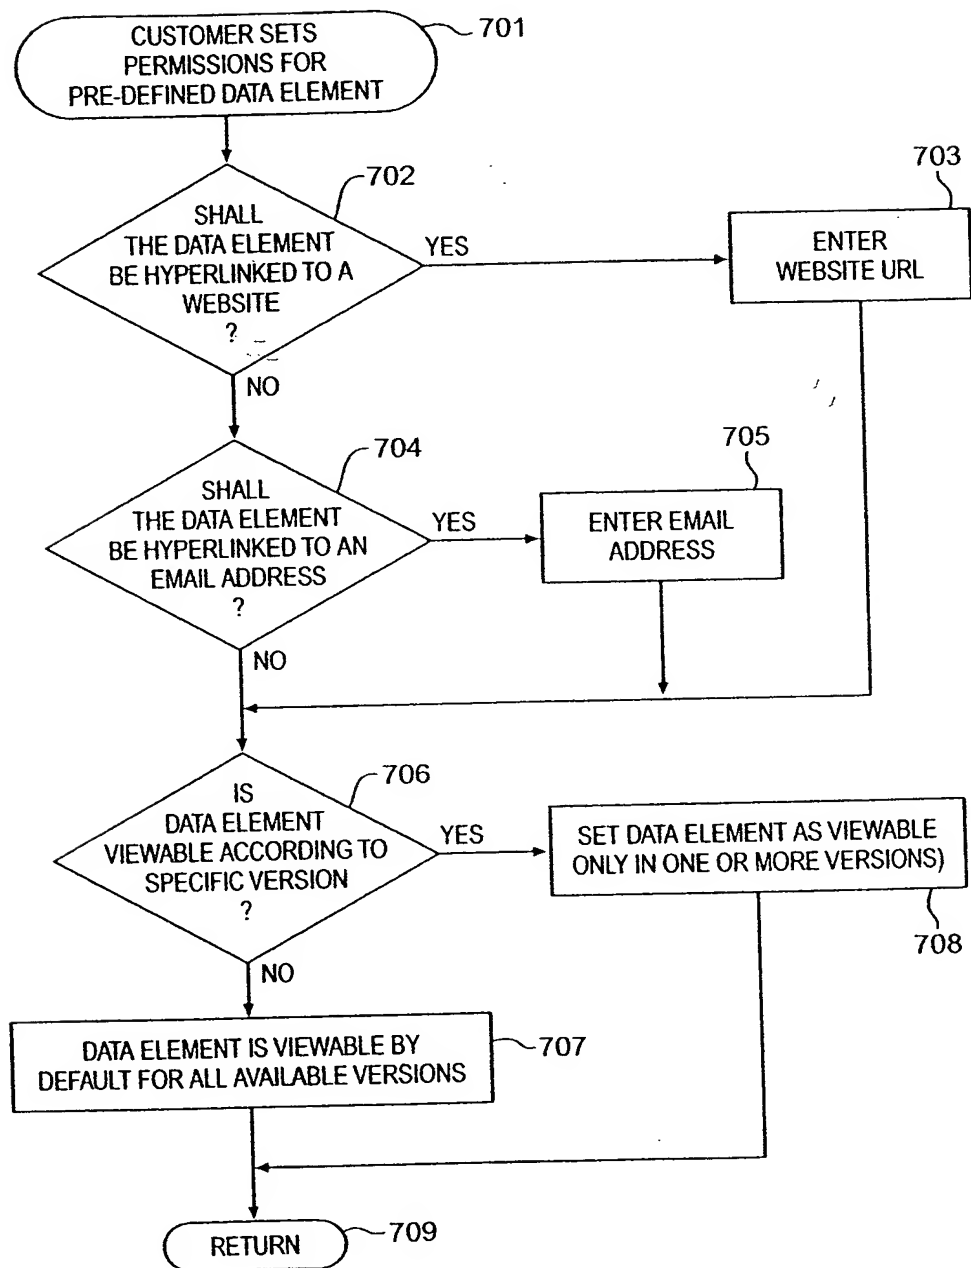 CUSTOMER SETS
PERMISSIONS FOR
PRE-DEFINED DATA ELEMENT
701
702
SHALL
THE DATA ELEMENT
BE HYPERLINKED TO A
WEBSITE
?
YES
703
ENTER
WEBSITE URL
NO
704
SHALL
THE DATA ELEMENT
BE HYPERLINKED TO AN
EMAIL ADDRESS
?
YES
705
ENTER EMAIL
ADDRESS
NO
706
IS
DATA ELEMENT
VIEWABLE ACCORDING TO
SPECIFIC VERSION
?
YES
SET DATA ELEMENT AS VIEWABLE
ONLY IN ONE OR MORE VERSIONS)
708
NO
DATA ELEMENT IS VIEWABLE BY
DEFAULT FOR ALL AVAILABLE VERSIONS
707
RETURN
709